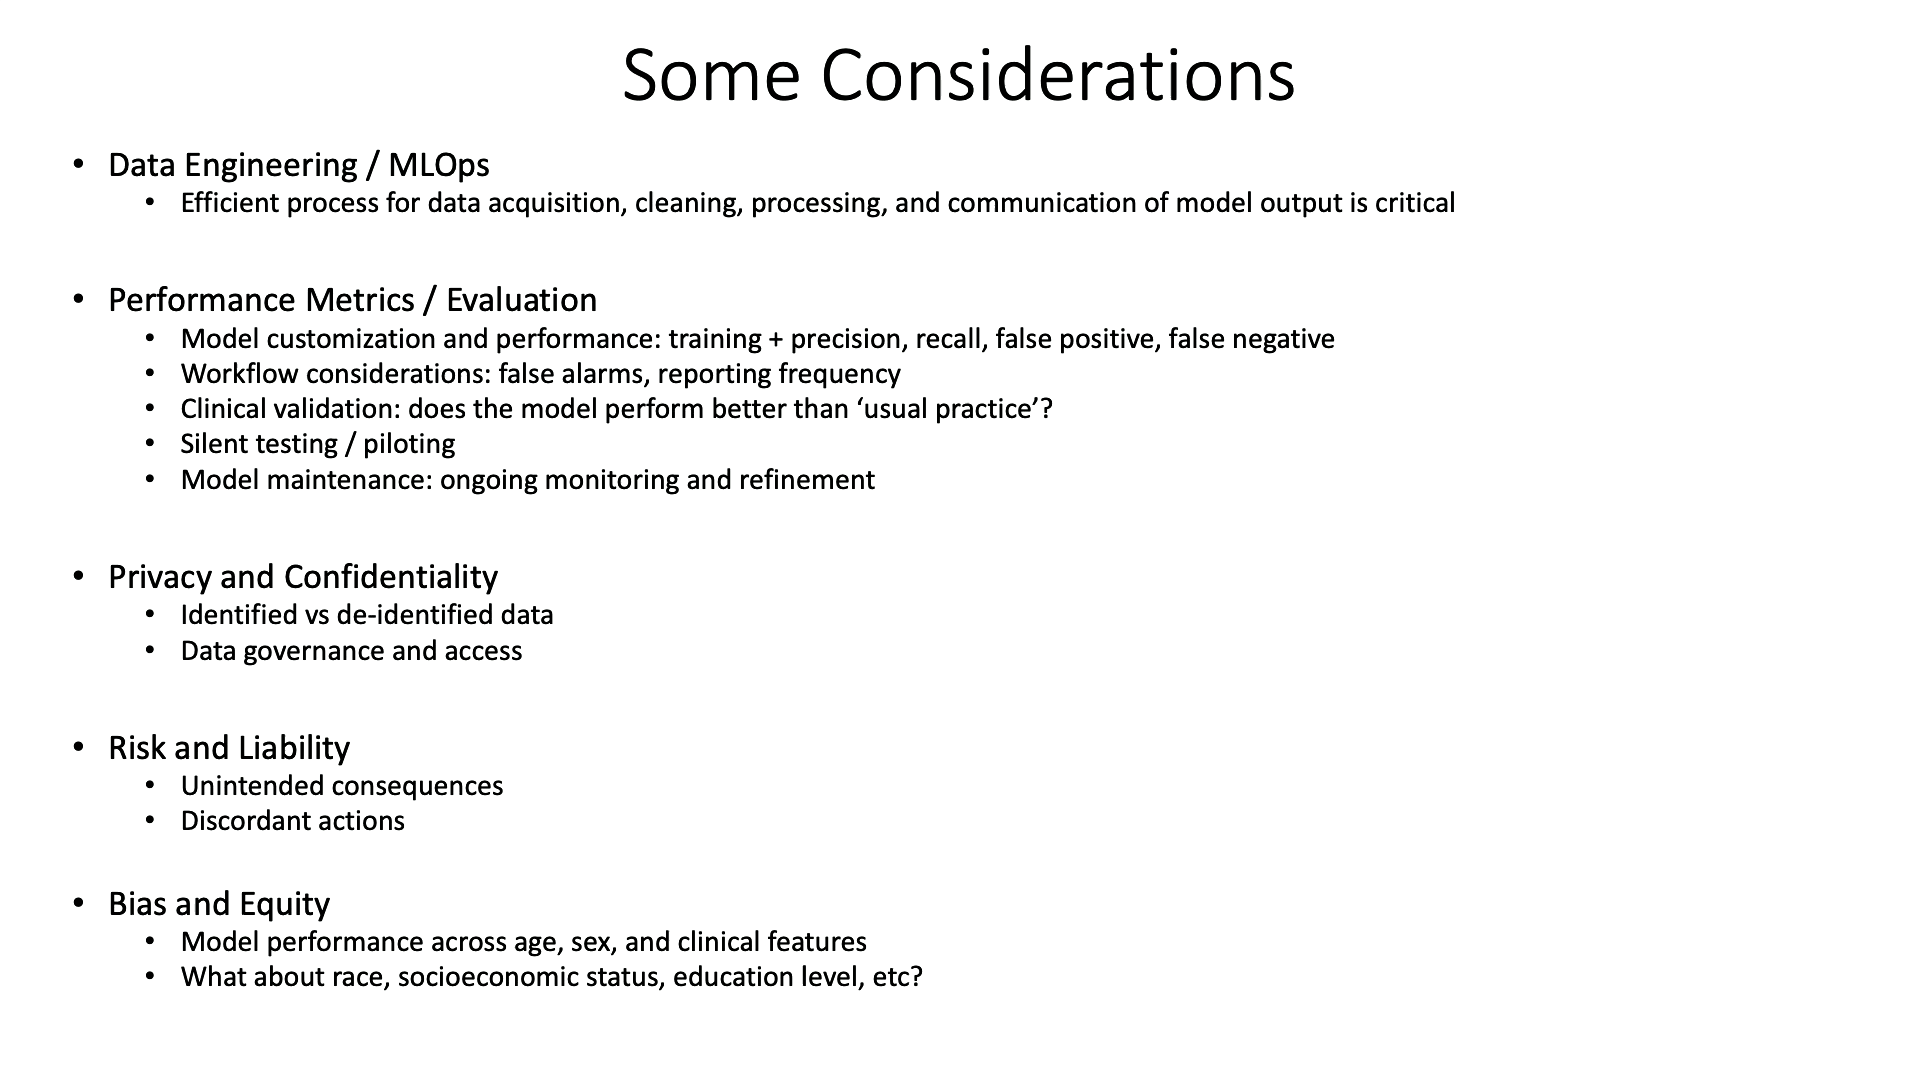 Some Considerations
• Data Engineering / MLOps
• Efficient process for data acquisition, cleaning, processing, and communication of model output is critical
• Performance Metrics / Evaluation
• Model customization and performance: training + precision, recall, false positive, false negative
• Workflow considerations: false alarms, reporting frequency
• Clinical validation: does the model perform better than ‘usual practice’?
• Silent testing / piloting
• Model maintenance: ongoing monitoring and refinement
• Privacy and Confidentiality
• Identified vs de-identified data
• Data governance and access
• Risk and Liability
• Unintended consequences
• Discordant actions
• Bias and Equity
• Model performance across age, sex, and clinical features
• What about race, socioeconomic status, education level, etc?